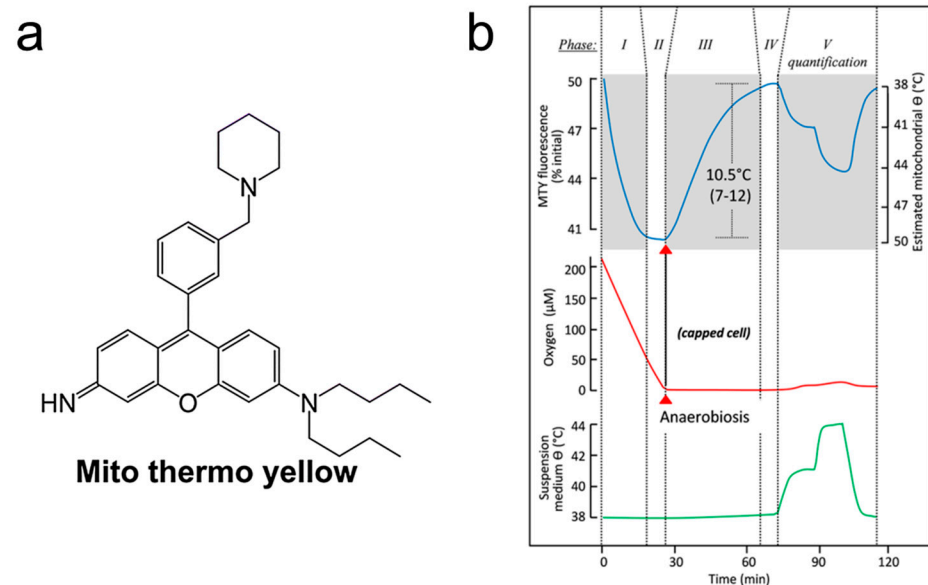 a
N
HN
O
N
Mito thermo yellow
b
Phase: I II III IV V
quantification
MTY fluorescence
(% initial)
50
47
44
41
10.5°C
(7-12)
38
41
44
47
50
Estimated mitochondrial Θ (°C)
Oxygen (µM)
200
150
100
50
0
(capped cell)
Anaerobiosis
Suspension
medium Θ (°C)
44
42
40
38
0 30 60 90 120
Time (min)